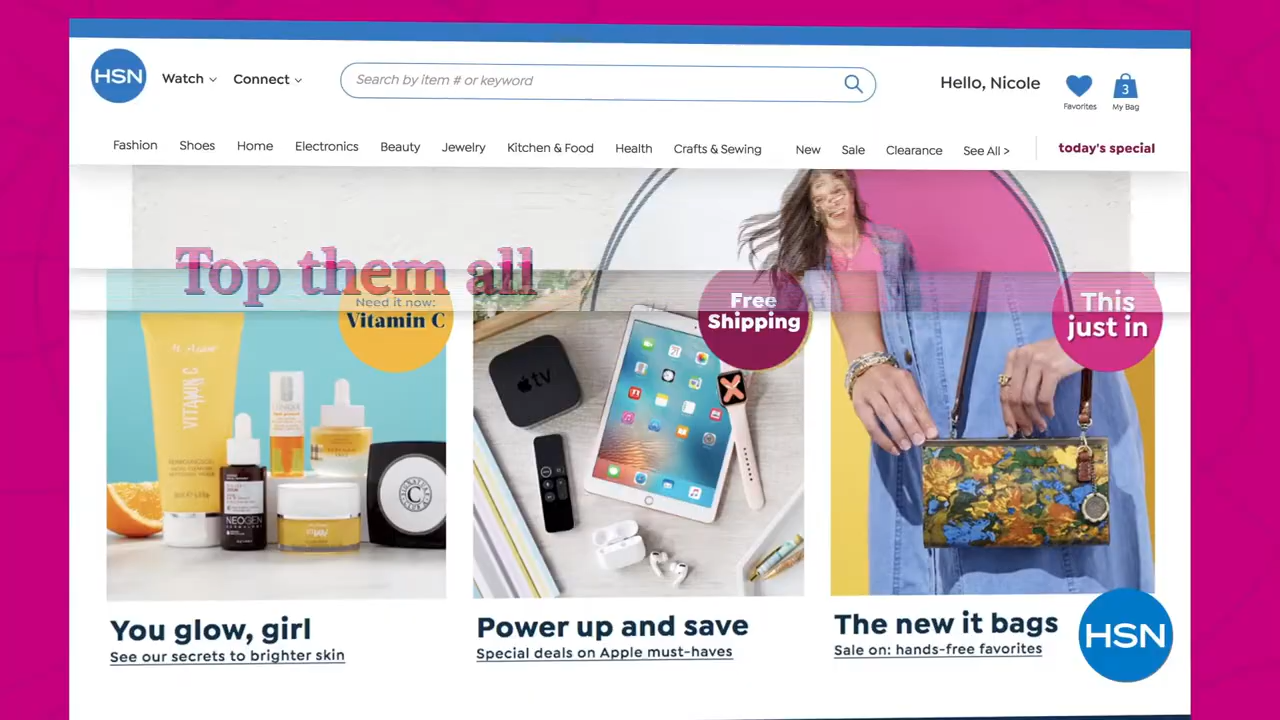 HSN
Watch
Connect
Search by item # or keyword
Hello, Nicole
Favorites
3
My Bag
Fashion
Shoes
Home
Electronics
Beauty
Jewelry
Kitchen & Food
Health
Crafts & Sewing
New
Sale
Clearance
See All >
today's special
Top them all
Need it now:
Vitamin C
Free
Shipping
This
just in
VITAMIN C
NEOGEN
tv
C
You glow, girl
See our secrets to brighter skin
Power up and save
Special deals on Apple must-haves
The new it bags
Sale on: hands-free favorites
HSN